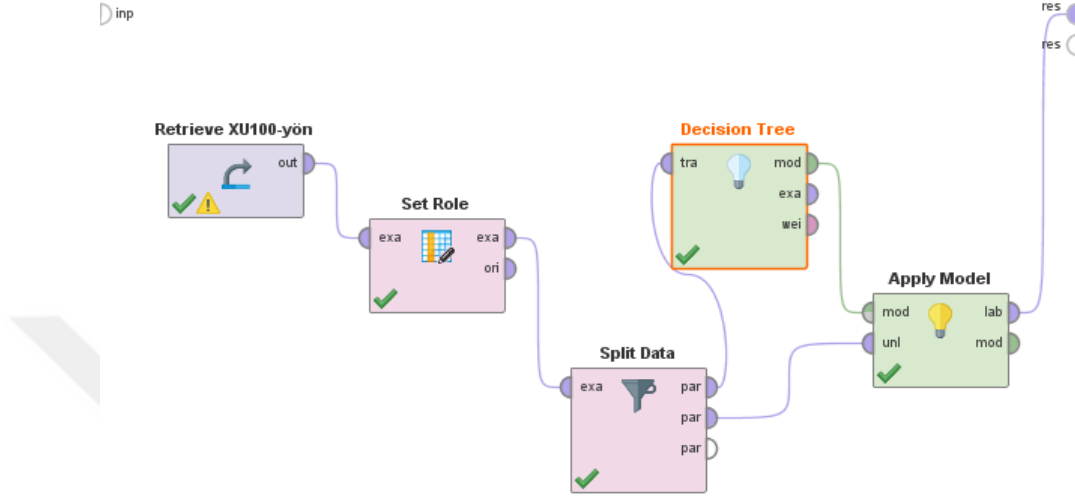 inp
res
res
Retrieve XU100-yön
out
Set Role
exa
exa
ori
Split Data
exa
par
par
par
Decision Tree
tra
mod
exa
wei
Apply Model
mod
lab
unl
mod